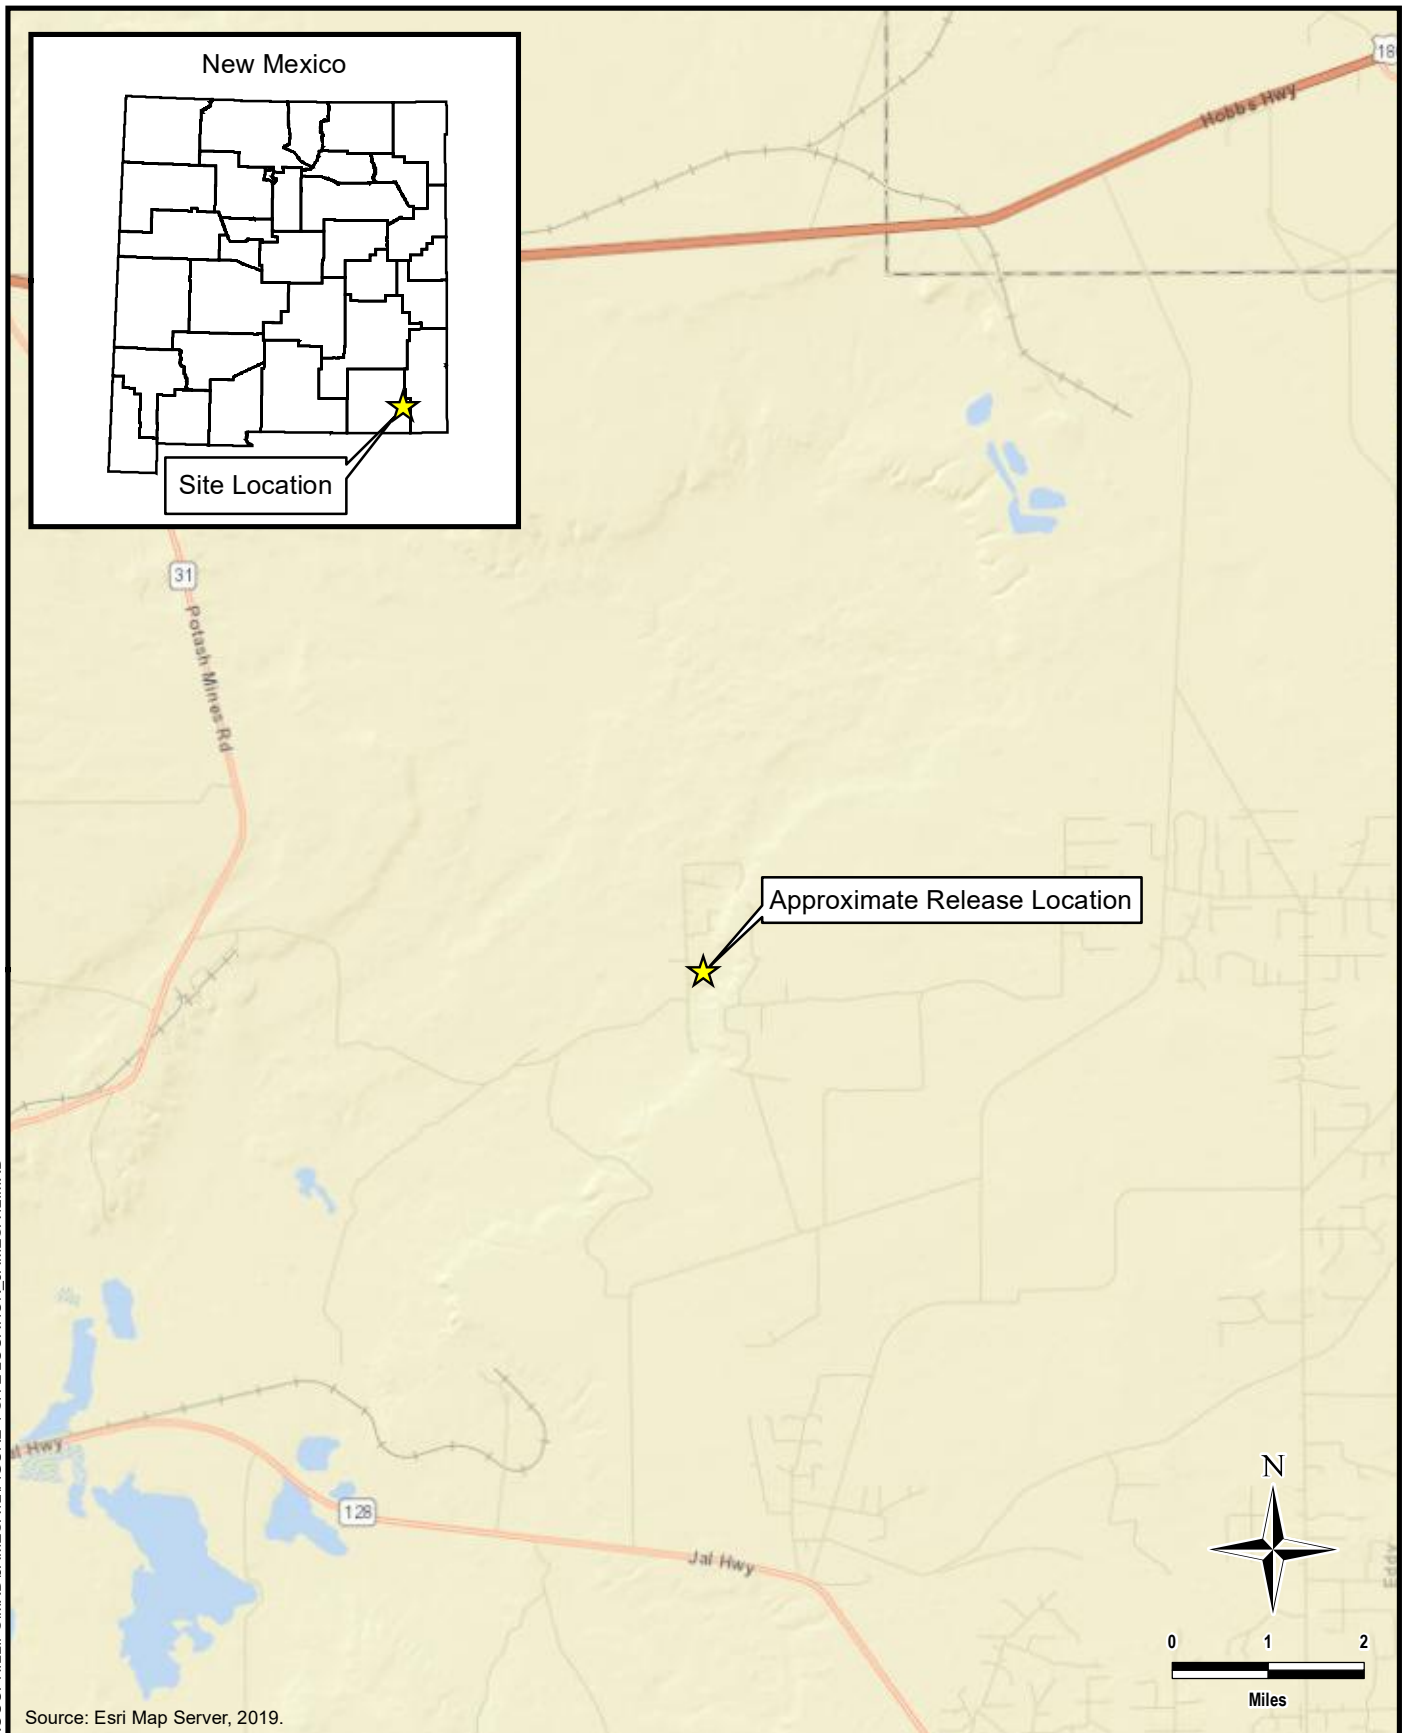 New Mexico
Site Location
18
Hobbs Hwy
31
Potash Mines Rd
Approximate Release Location
128
Jal Hwy
N
Eddy
0 1 2
Miles
Source: Esri Map Server, 2019.